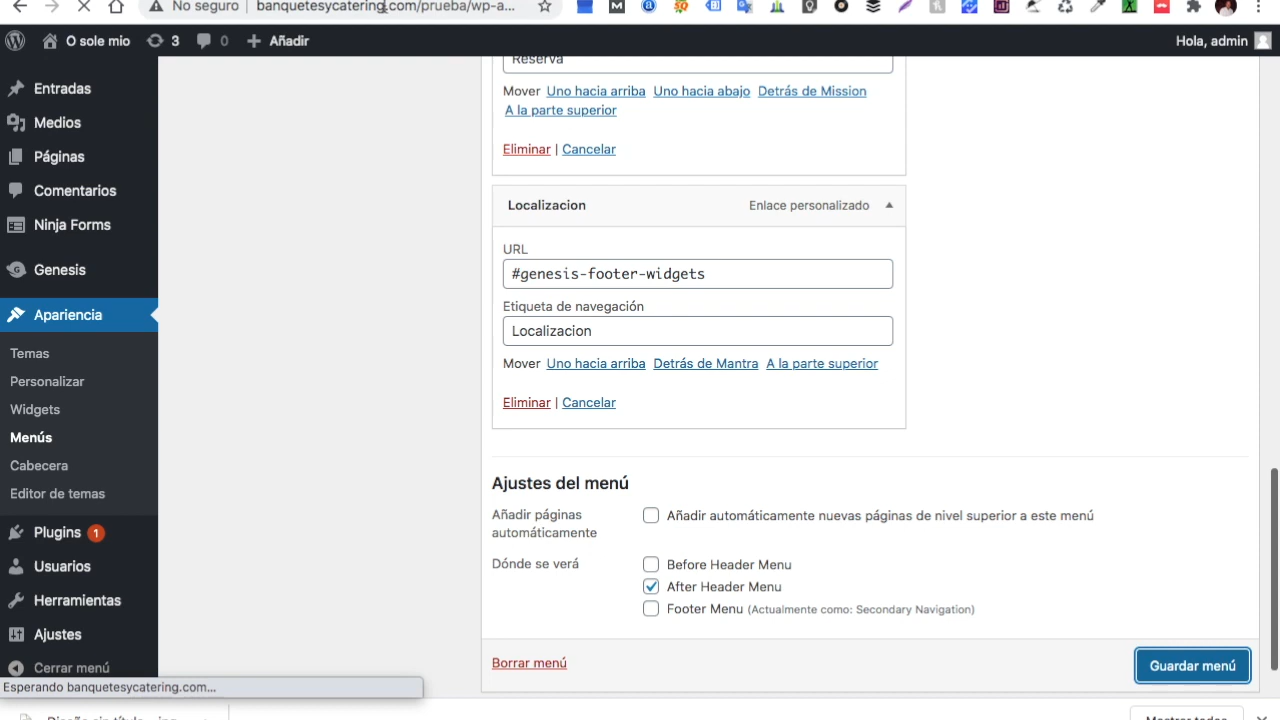 No seguro
banquetesycatering.com/prueba/wp-a...
O sole mio
3
0
Añadir
Hola, admin
Entradas
Medios
Páginas
Comentarios
Ninja Forms
Genesis
Apariencia
Temas
Personalizar
Widgets
Menús
Cabecera
Editor de temas
Plugins 1
Usuarios
Herramientas
Ajustes
Cerrar menú
Esperando banquetesycatering.com...
Reserva
Mover Uno hacia arriba Uno hacia abajo Detrás de Mission
A la parte superior
Eliminar | Cancelar
Localizacion Enlace personalizado
URL
#genesis-footer-widgets
Etiqueta de navegación
Localizacion
Mover Uno hacia arriba Detrás de Mantra A la parte superior
Eliminar | Cancelar
Ajustes del menú
Añadir páginas
automáticamente
Añadir automáticamente nuevas páginas de nivel superior a este menú
Dónde se verá
Before Header Menu
After Header Menu
Footer Menu (Actualmente como: Secondary Navigation)
Borrar menú
Guardar menú